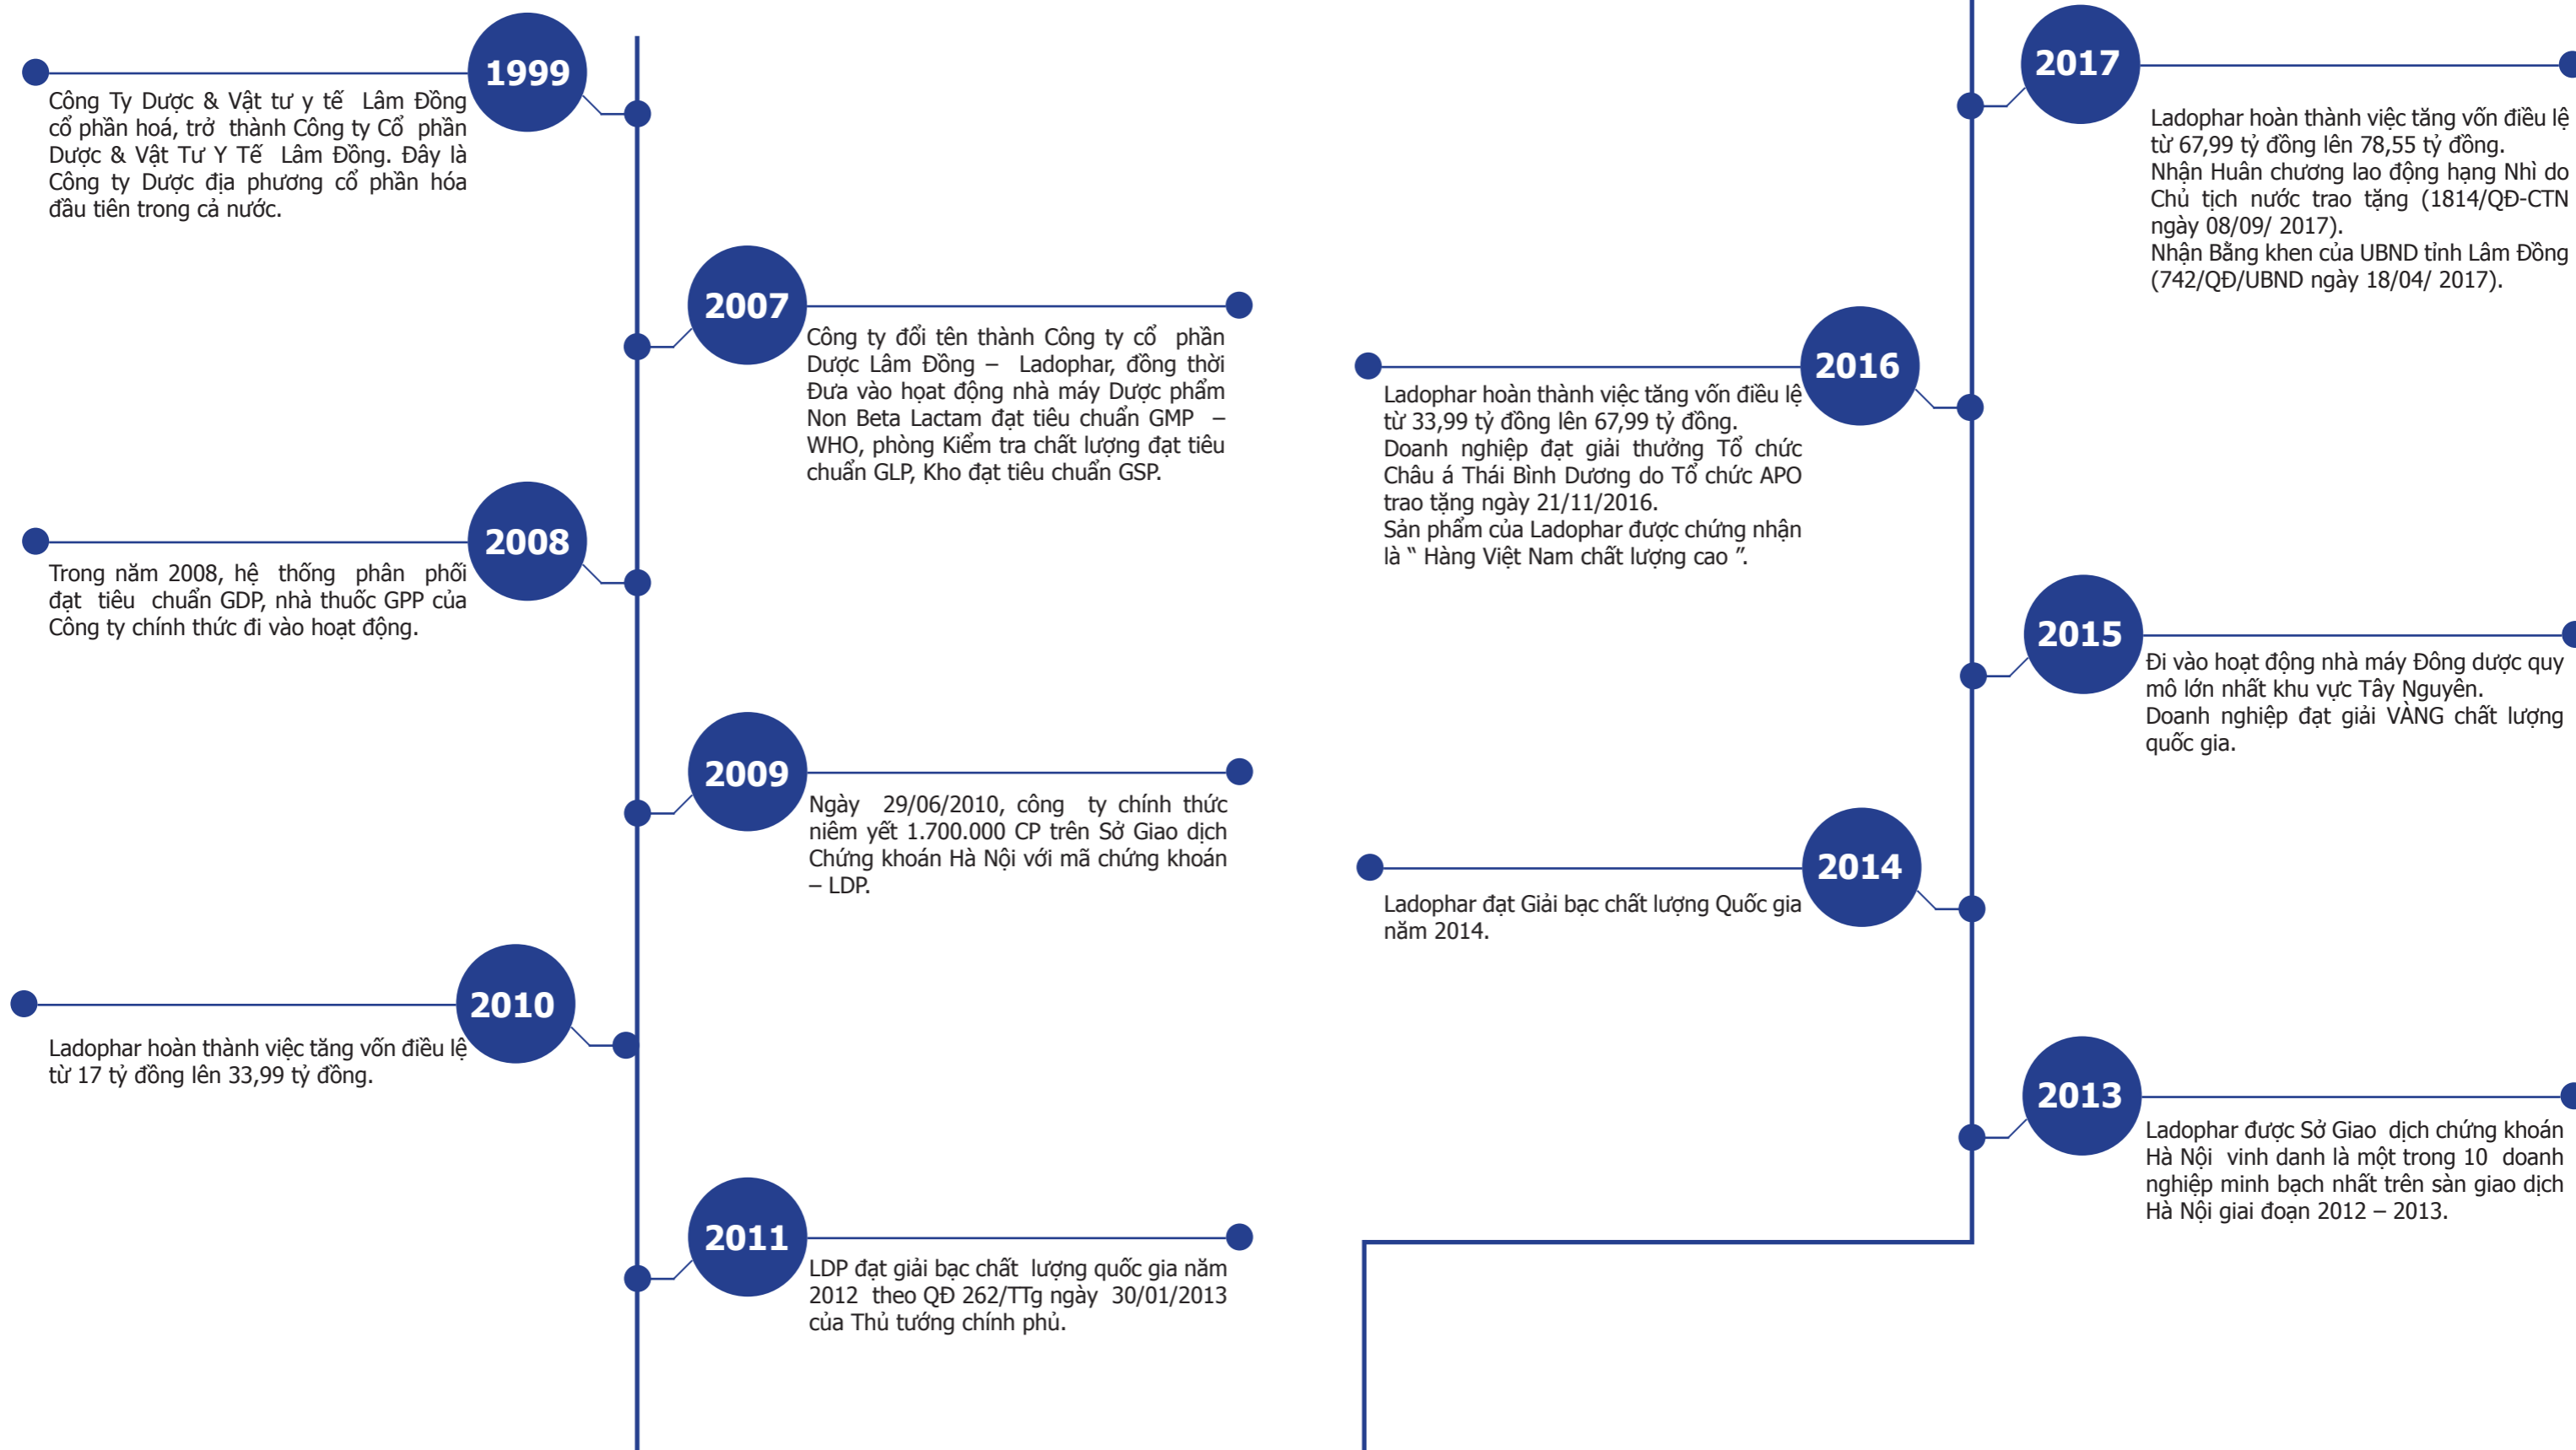 1999
Công Ty Dược & Vật tư y tế Lâm Đồng
cổ phần hoá, trở thành Công ty Cổ phần
Dược & Vật Tư Y Tế Lâm Đồng. Đây là
Công ty Dược địa phương cổ phần hóa
đầu tiên trong cả nước.
2007
Công ty đổi tên thành Công ty cổ phần
Dược Lâm Đồng – Ladophar, đồng thời
Đưa vào họat động nhà máy Dược phẩm
Non Beta Lactam đạt tiêu chuẩn GMP –
WHO, phòng Kiểm tra chất lượng đạt tiêu
chuẩn GLP, Kho đạt tiêu chuẩn GSP.
2008
Trong năm 2008, hệ thống phân phối
đạt tiêu chuẩn GDP, nhà thuốc GPP của
Công ty chính thức đi vào hoạt động.
2009
Ngày 29/06/2010, công ty chính thức
niêm yết 1.700.000 CP trên Sở Giao dịch
Chứng khoán Hà Nội với mã chứng khoán
– LDP.
2010
Ladophar hoàn thành việc tăng vốn điều lệ
từ 17 tỷ đồng lên 33,99 tỷ đồng.
2011
LDP đạt giải bạc chất lượng quốc gia năm
2012 theo QĐ 262/TTg ngày 30/01/2013
của Thủ tướng chính phủ.
2017
Ladophar hoàn thành việc tăng vốn điều lệ
từ 67,99 tỷ đồng lên 78,55 tỷ đồng.
Nhận Huân chương lao động hạng Nhì do
Chủ tịch nước trao tặng (1814/QĐ-CTN
ngày 08/09/ 2017).
Nhận Bằng khen của UBND tỉnh Lâm Đồng
(742/QĐ/UBND ngày 18/04/ 2017).
2016
Ladophar hoàn thành việc tăng vốn điều lệ
từ 33,99 tỷ đồng lên 67,99 tỷ đồng.
Doanh nghiệp đạt giải thưởng Tổ chức
Châu á Thái Bình Dương do Tổ chức APO
trao tặng ngày 21/11/2016.
Sản phẩm của Ladophar được chứng nhận
là “ Hàng Việt Nam chất lượng cao ”.
2015
Đi vào hoạt động nhà máy Đông dược quy
mô lớn nhất khu vực Tây Nguyên.
Doanh nghiệp đạt giải VÀNG chất lượng
quốc gia.
2014
Ladophar đạt Giải bạc chất lượng Quốc gia
năm 2014.
2013
Ladophar được Sở Giao dịch chứng khoán
Hà Nội vinh danh là một trong 10 doanh
nghiệp minh bạch nhất trên sàn giao dịch
Hà Nội giai đoạn 2012 – 2013.